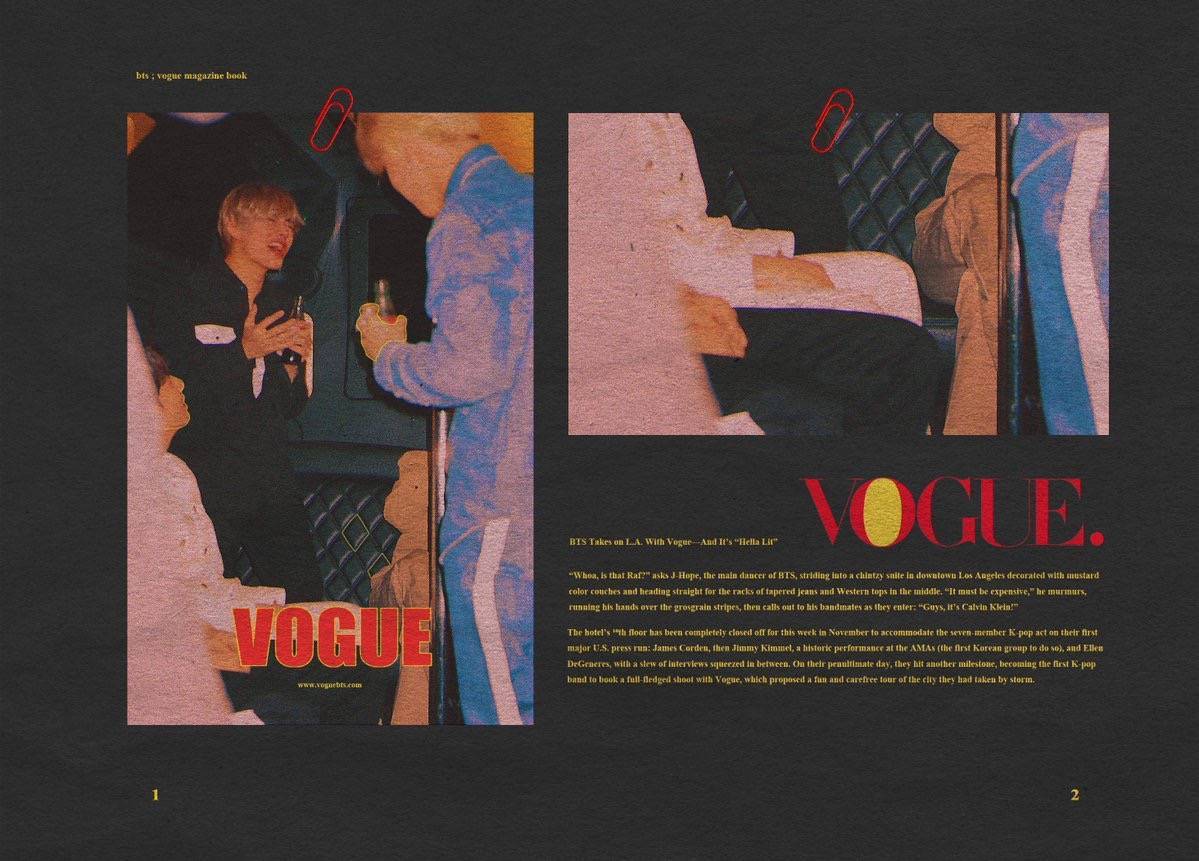 bts ; vogue magazine book
VOGUE
www.voguebts.com
1
VOGUE.
BTS Takes on L.A. With Vogue—And It's “Hella Lit”
“Whoa, is that Raf?” asks J-Hope, the main dancer of BTS, striding into a chintzy suite in downtown Los Angeles decorated with mustard
color couches and heading straight for the racks of tapered jeans and Western tops in the middle. “It must be expensive,” he murmurs,
running his hands over the grosgrain stripes, then calls out to his bandmates as they enter: “Guys, it's Calvin Klein!”
The hotel's floor has been completely closed off for this week in November to accommodate the seven-member K-pop act on their first
major U.S. press run: James Corden, then Jimmy Kimmel, a historic performance at the AMAs (the first Korean group to do so), and Ellen
DeGeneres, with a slew of interviews squeezed in between. On their penultimate day, they hit another milestone, becoming the first K-pop
band to book a full-fledged shoot with Vogue, which proposed a fun and carefree tour of the city they had taken by storm.
2